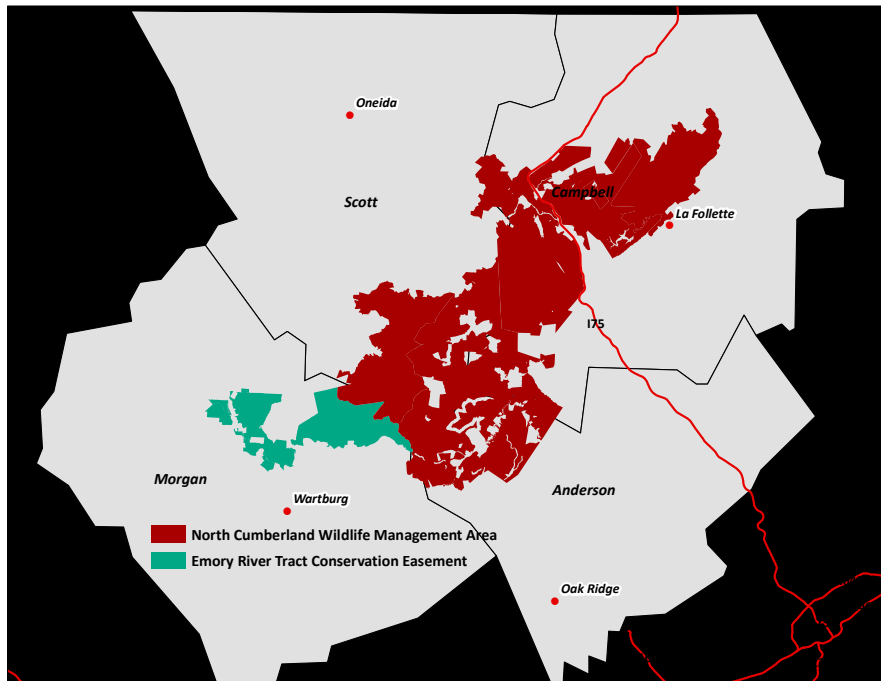 Oneida
Campbell
Scott
La Follette
I75
Morgan
Anderson
Wartburg
North Cumberland Wildlife Management Area
Emory River Tract Conservation Easement
Oak Ridge